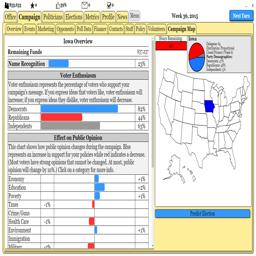 Office Campaign Politicians Elections Metrics Profile News Menu
Week 36, 2015
Next Turn
Overview Events Marketing Opponents Poll Data Finance Contacts Staff Policy Volunteers Campaign Map
Iowa Overview
Remaining Funds
Name Recognition 23%
Voter Enthusiasm
Voter enthusiasm represents the percentage of voters who support your
campaign's message. If you express ideas that voters like, voter enthusiasm will
increase; if you express ideas they dislike, voter enthusiasm will decrease.
Democrats 82%
Republicans 44%
Independents 63%
Effect on Public Opinion
This chart shows how public opinion changes during the campaign. Blue
represents an increase in support for your policies while red indicates a decrease.
(Most voters have strong opinions that cannot be changed. At most, public
opinion will change by 10%.) Click on a category for more info.
Economy +1%
Education +2%
Poverty +1%
Taxes -1%
Crime/Guns
Health Care -1%
Environment +1%
Immigration
Military
Iowa
Party Demographics:
Predict Election